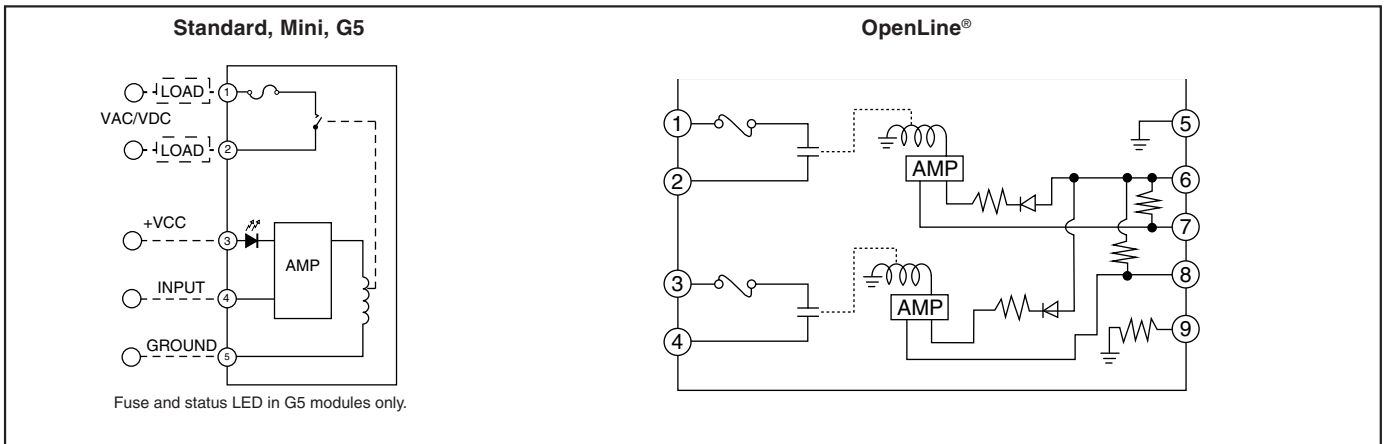 Standard, Mini, G5
LOAD
1
VAC/VDC
LOAD
2
+VCC
3
AMP
INPUT
4
GROUND
5
Fuse and status LED in G5 modules only.
OpenLine®
1
5
AMP
2
6
7
3
8
AMP
4
9